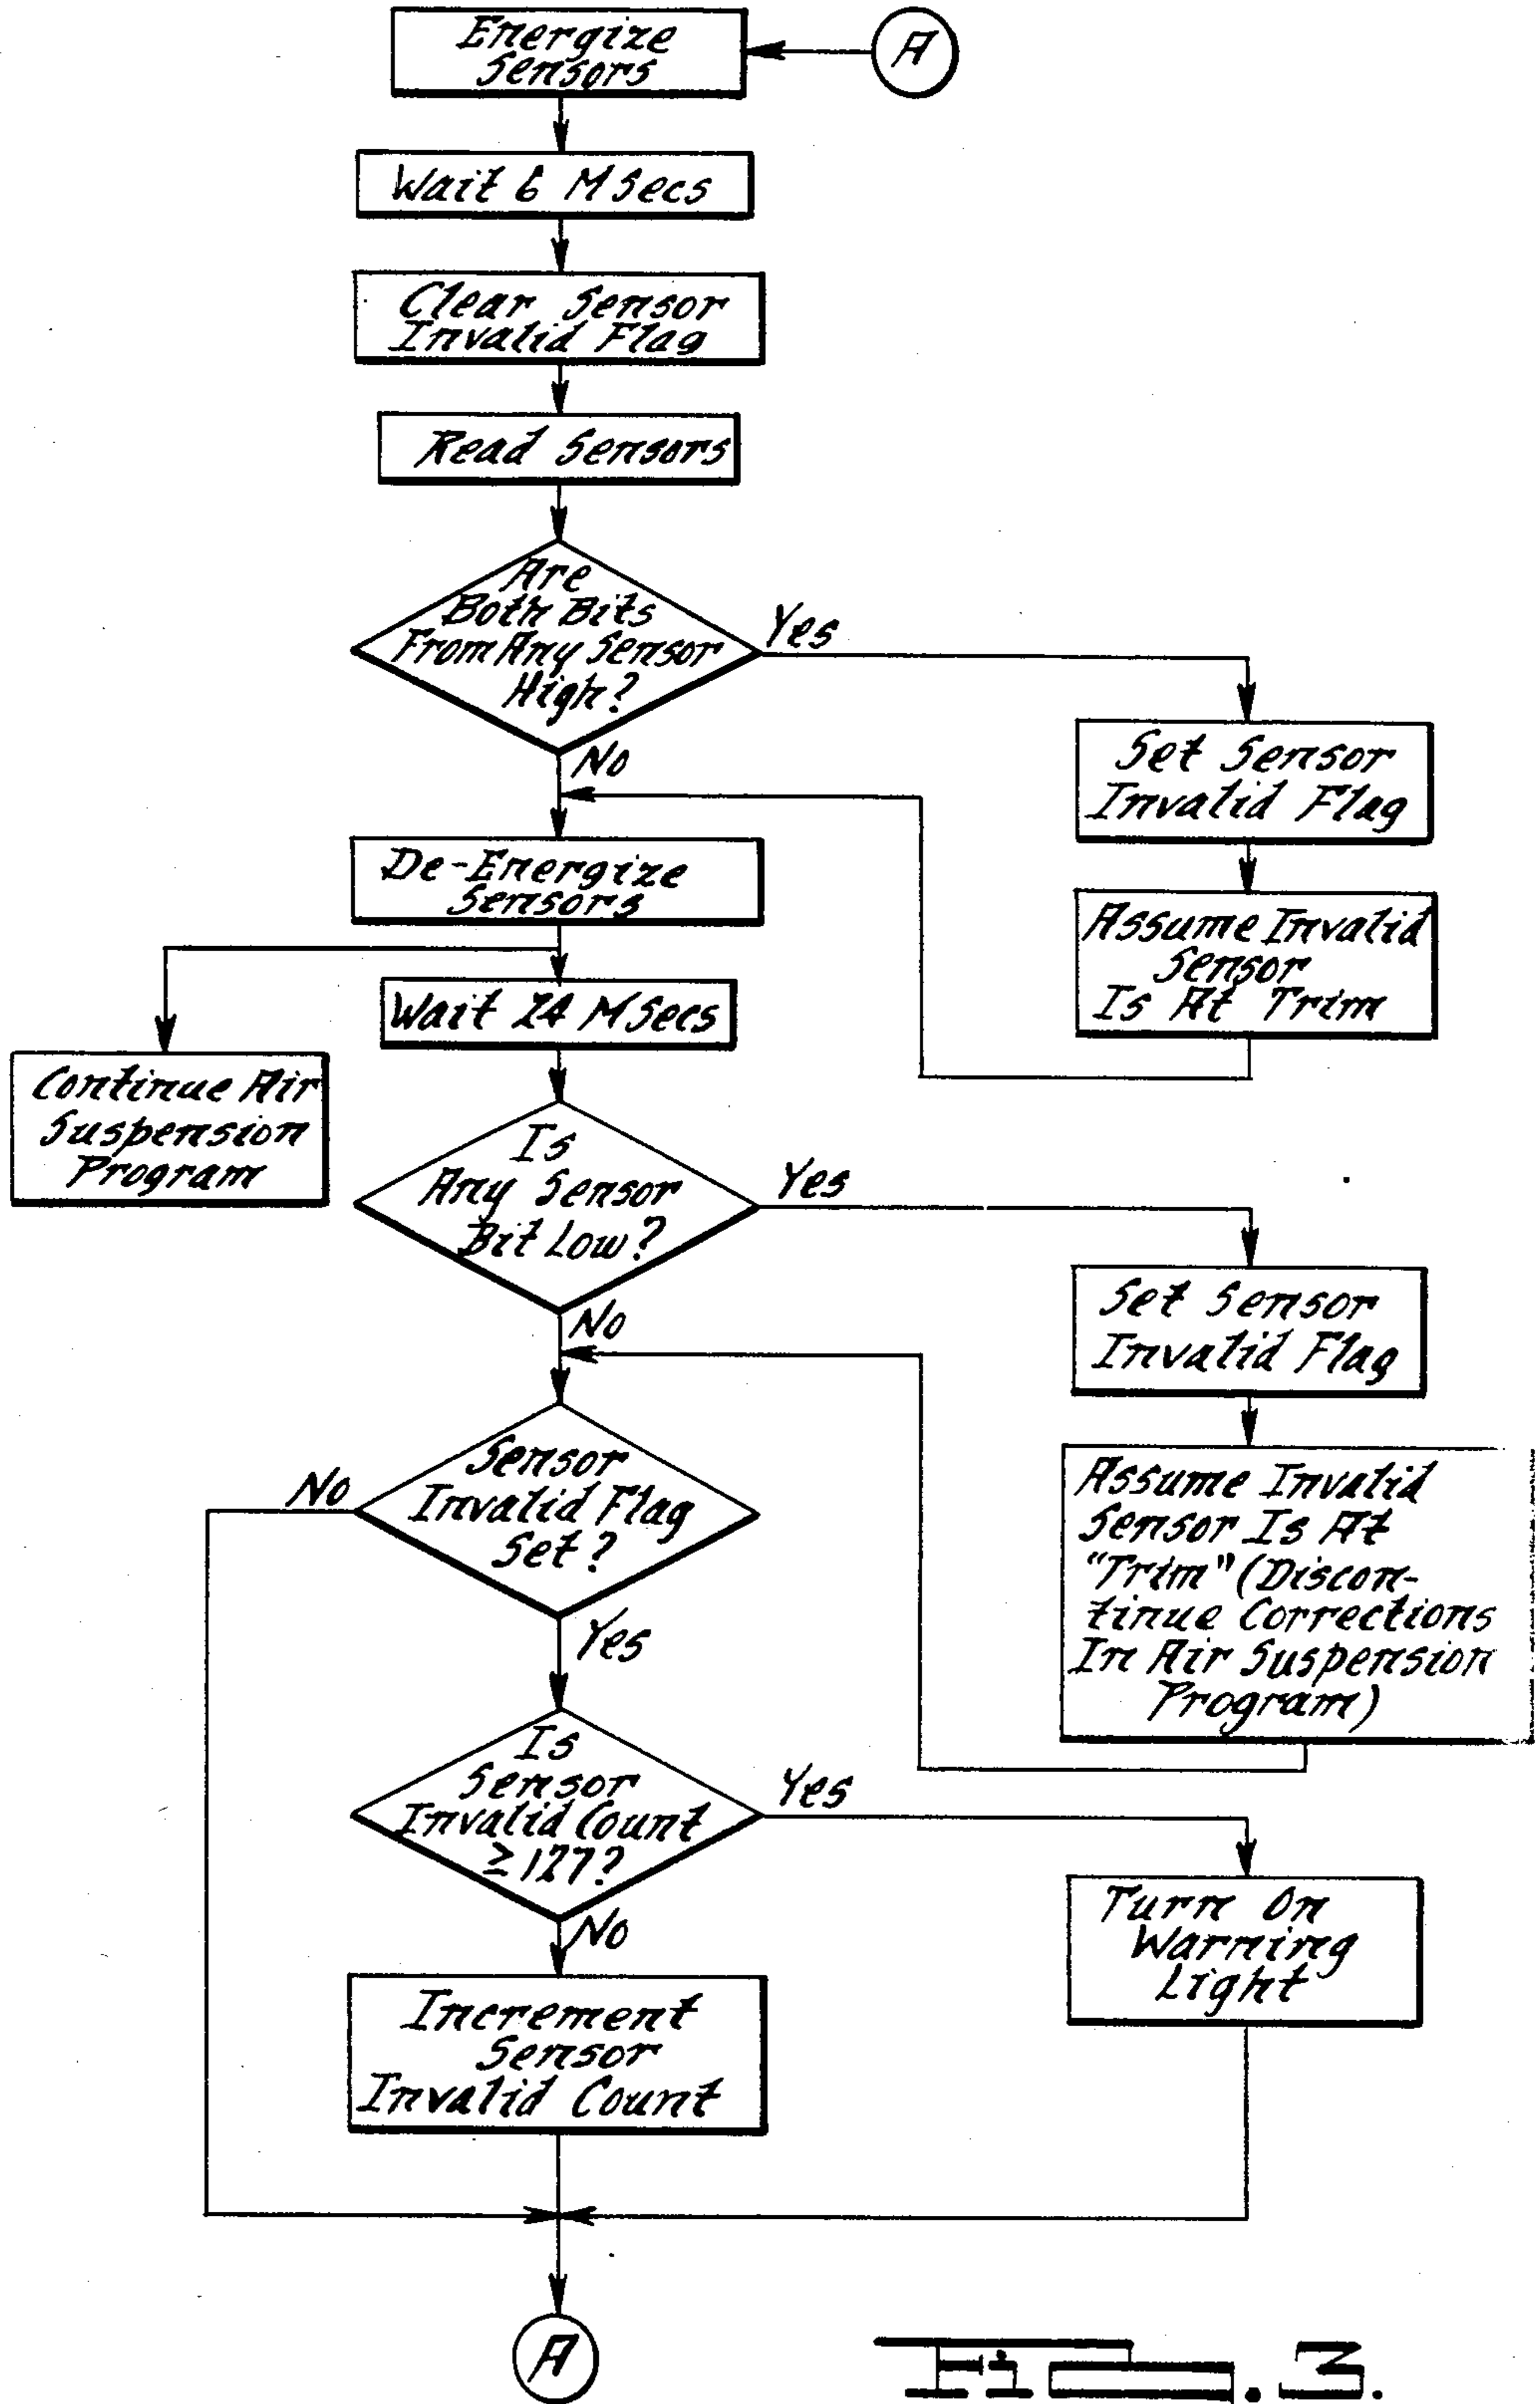 Energize
Sensors
A
Wait 6 MSecs
Clear Sensor
Invalid Flag
Read Sensors
Are
Both Bits
From Any Sensor
High?
Yes
No
Set Sensor
Invalid Flag
Assume Invalid
Sensor
Is At Trim
De-Energize
Sensors
Wait 24 MSecs
Continue Air
Suspension
Program
Is
Any Sensor
Bit Low?
Yes
No
Set Sensor
Invalid Flag
Assume Invalid
Sensor Is At
"Trim" (Discon-
tinue Corrections
In Air Suspension
Program)
Sensor
Invalid Flag
Set?
No
Yes
Is
Sensor
Invalid Count
≥127?
Yes
No
Turn On
Warning
Light
Increment
Sensor
Invalid Count
A
Fig. 3.